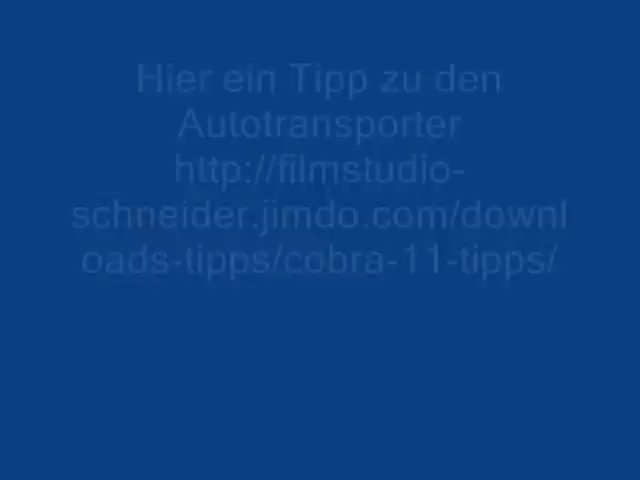 Hier ein Tipp zu den
Autotransporter
http://filmstudio-
schneider.jimdo.com/downl
oads-tipps/cobra-11-tipps/